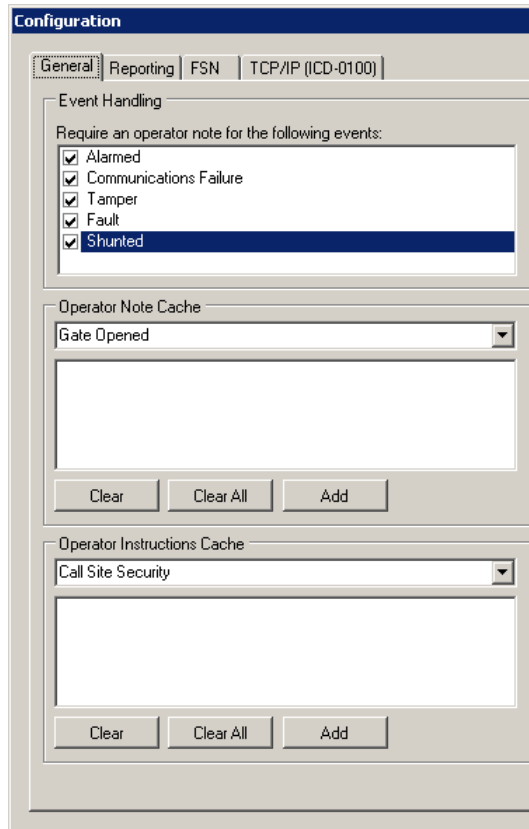 Configuration
General Reporting FSN TCP/IP (ICD-0100)
Event Handling
Require an operator note for the following events:
Alarmed
Communications Failure
Tamper
Fault
Shunted
Operator Note Cache
Gate Opened
Clear Clear All Add
Operator Instructions Cache
Call Site Security
Clear Clear All Add